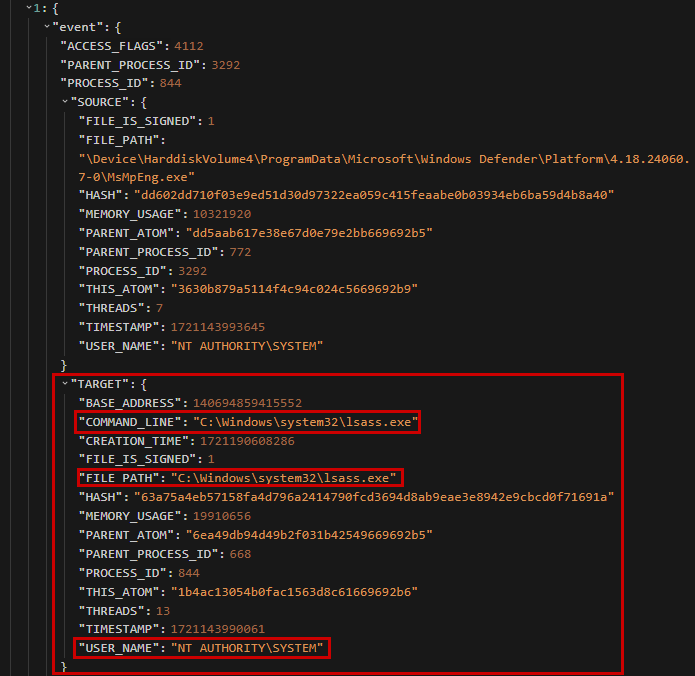 1: {
"event": {
"ACCESS_FLAGS": 4112
"PARENT_PROCESS_ID": 3292
"PROCESS_ID": 844
"SOURCE": {
"FILE_IS_SIGNED": 1
"FILE_PATH":
"\Device\HarddiskVolume4\ProgramData\Microsoft\Windows Defender\Platform\4.18.24060.
7-0\MsMpEng.exe"
"HASH": "dd602dd710f03e9ed51d30d97322ea059c415feaabe0b03934eb6ba59d4b8a40"
"MEMORY_USAGE": 10321920
"PARENT_ATOM": "dd5aab617e38e67d0e79e2bb669692b5"
"PARENT_PROCESS_ID": 772
"PROCESS_ID": 3292
"THIS_ATOM": "3630b879a5114f4c94c024c5669692b9"
"THREADS": 7
"TIMESTAMP": 1721143993645
"USER_NAME": "NT AUTHORITY\SYSTEM"
}
"TARGET": {
"BASE_ADDRESS": 140694859415552
"COMMAND_LINE": "C:\Windows\system32\lsass.exe"
"CREATION_TIME": 1721190608286
"FILE_IS_SIGNED": 1
"FILE_PATH": "C:\Windows\system32\lsass.exe"
"HASH": "63a75a4eb57158fa4d796a2414790fcd3694d8ab9eae3e8942e9cbcd0f71691a"
"MEMORY_USAGE": 19910656
"PARENT_ATOM": "6ea49db94d49b2f031b42549669692b5"
"PARENT_PROCESS_ID": 668
"PROCESS_ID": 844
"THIS_ATOM": "1b4ac13054b0fac1563d8c61669692b6"
"THREADS": 13
"TIMESTAMP": 1721143990061
"USER_NAME": "NT AUTHORITY\SYSTEM"
}